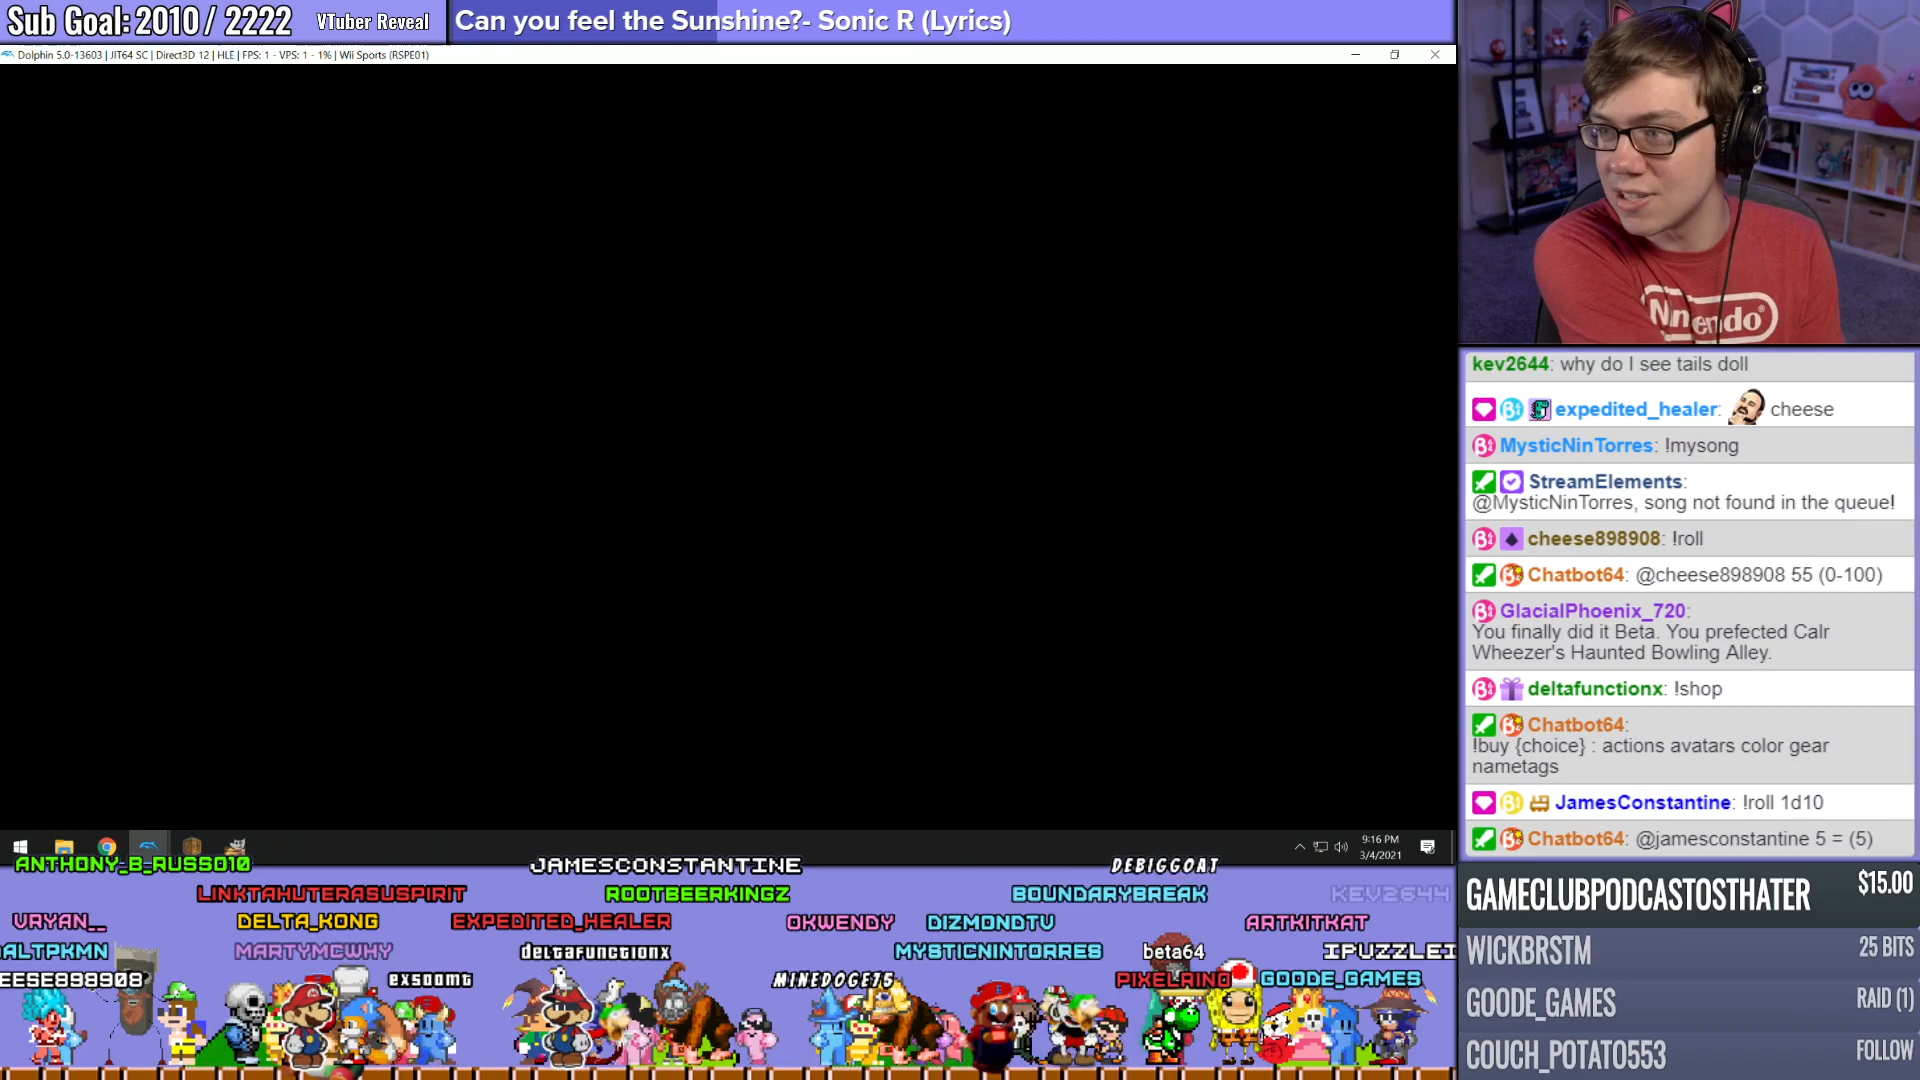 Sub Goal: 2010 / 2222 VTuber Reveal
Can you feel the Sunshine?- Sonic R (Lyrics)
Dolphin 5.0-13603 | JIT64 SC | Direct3D 12 | HLE | FPS: 1 - VPS: 1 - 1% | Wii Sports (RSPE01)
Nintendo
kev2644: why do I see tails doll
expedited_healer: cheese
MysticNinTorres: !mysong
StreamElements:
@MysticNinTorres, song not found in the queue!
cheese898908: !roll
Chatbot64: @cheese898908 55 (0-100)
GlacialPhoenix_720:
You finally did it Beta. You prefected Calr
Wheezer's Haunted Bowling Alley.
deltafunctionx: !shop
Chatbot64:
!buy {choice} : actions avatars color gear
nametags
JamesConstantine: !roll 1d10
Chatbot64: @jamesconstantine 5 = (5)
9:16 PM
3/4/2021
ANTHONY_B_RUSSO10
JAMESCONSTANTINE
DEBIGGOAT
LINKTAHUTERASUSPIRIT
ROOTBEERKINGZ
BOUNDARYBREAK
KEV2644
VRYAN__
DELTA_KONG
EXPEDITED_HEALER
OKWENDY
DIZMONDTV
ARTKITKAT
ALTPKMN
MARTYMCWHY
deltafunctionx
MYSTICNINTORRES
beta64
IPUZZLEI
EESE898908
exsoomt
MINEDOGE75
PIXELRINO
GOODE_GAMES
GAMECLUBPODCASTOSTHATER $15.00
WICKBRSTM 25 BITS
GOODE_GAMES RAID (1)
COUCH_POTATO553 FOLLOW